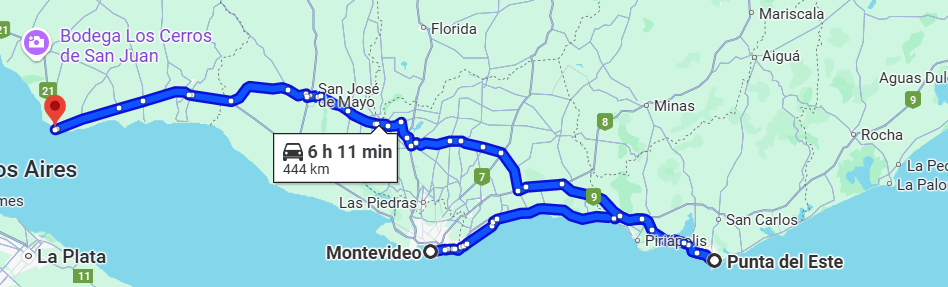 Mariscala
Florida
Bodega Los Cerros
de San Juan
21
Aiguá
Aguas Dul
21
San José
de Mayo
9
Minas
8
Rocha
6 h 11 min
444 km
os Aires
7
La Pe
La Palo
mes
Las Piedras
9
San Carlos
Piriápolis
Montevideo
La Plata
Punta del Este
11